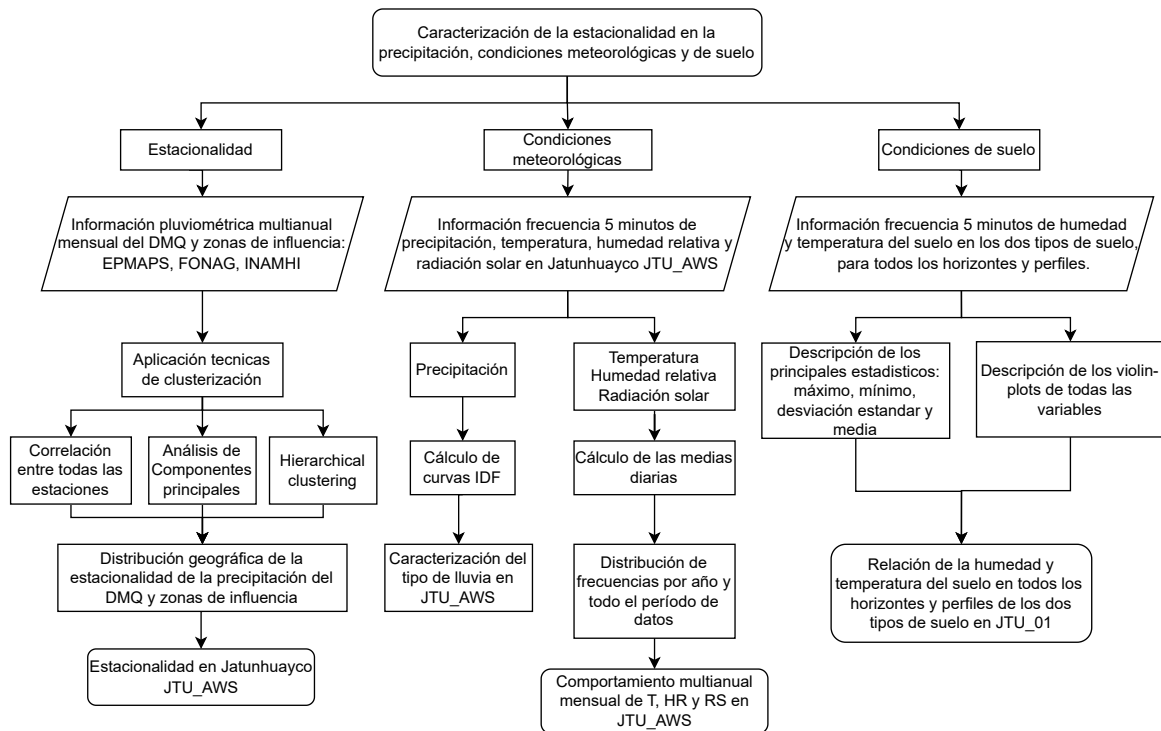 Caracterización de la estacionalidad en la
precipitación, condiciones meteorológicas y de suelo
Estacionalidad
Condiciones
meteorológicas
Condiciones de suelo
Información pluviométrica multianual
mensual del DMQ y zonas de influencia:
EPMAPS, FONAG, INAMHI
Información frecuencia 5 minutos de
precipitación, temperatura, humedad relativa y
radiación solar en Jatunhuayco JTU_AWS
Información frecuencia 5 minutos de humedad
y temperatura del suelo en los dos tipos de suelo,
para todos los horizontes y perfiles.
Aplicación tecnicas
de clusterización
Precipitación
Temperatura
Humedad relativa
Radiación solar
Descripción de los
principales estadisticos:
máximo, mínimo,
desviación estandar y
media
Descripción de los violin-
plots de todas las
variables
Correlación
entre todas las
estaciones
Análisis de
Componentes
principales
Hierarchical
clustering
Cálculo de
curvas IDF
Cálculo de las medias
diarias
Distribución geográfica de la
estacionalidad de la precipitación del
DMQ y zonas de influencia
Caracterización del
tipo de lluvia en
JTU_AWS
Distribución de
frecuencias por año y
todo el período de
datos
Relación de la humedad y
temperatura del suelo en todos los
horizontes y perfiles de los dos
tipos de suelo en JTU_01
Estacionalidad en Jatunhuayco
JTU_AWS
Comportamiento multianual
mensual de T, HR y RS en
JTU_AWS